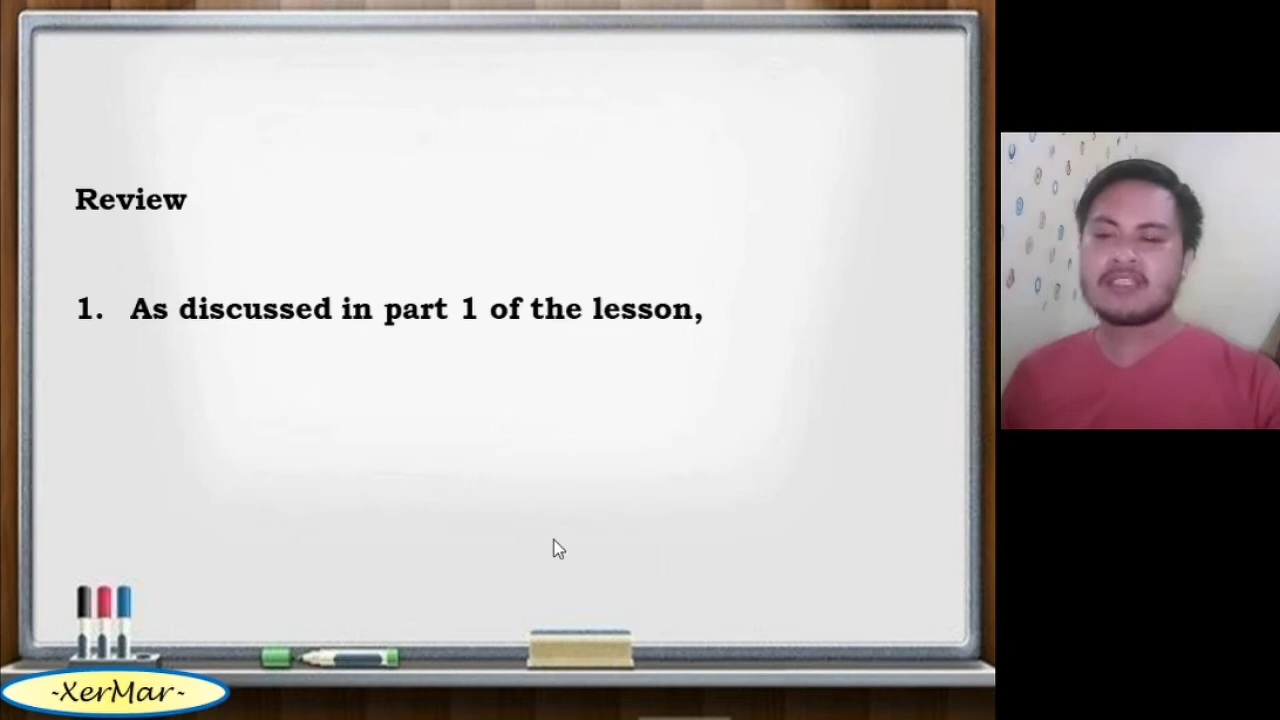 Review
1. As discussed in part 1 of the lesson,
-XerMar-